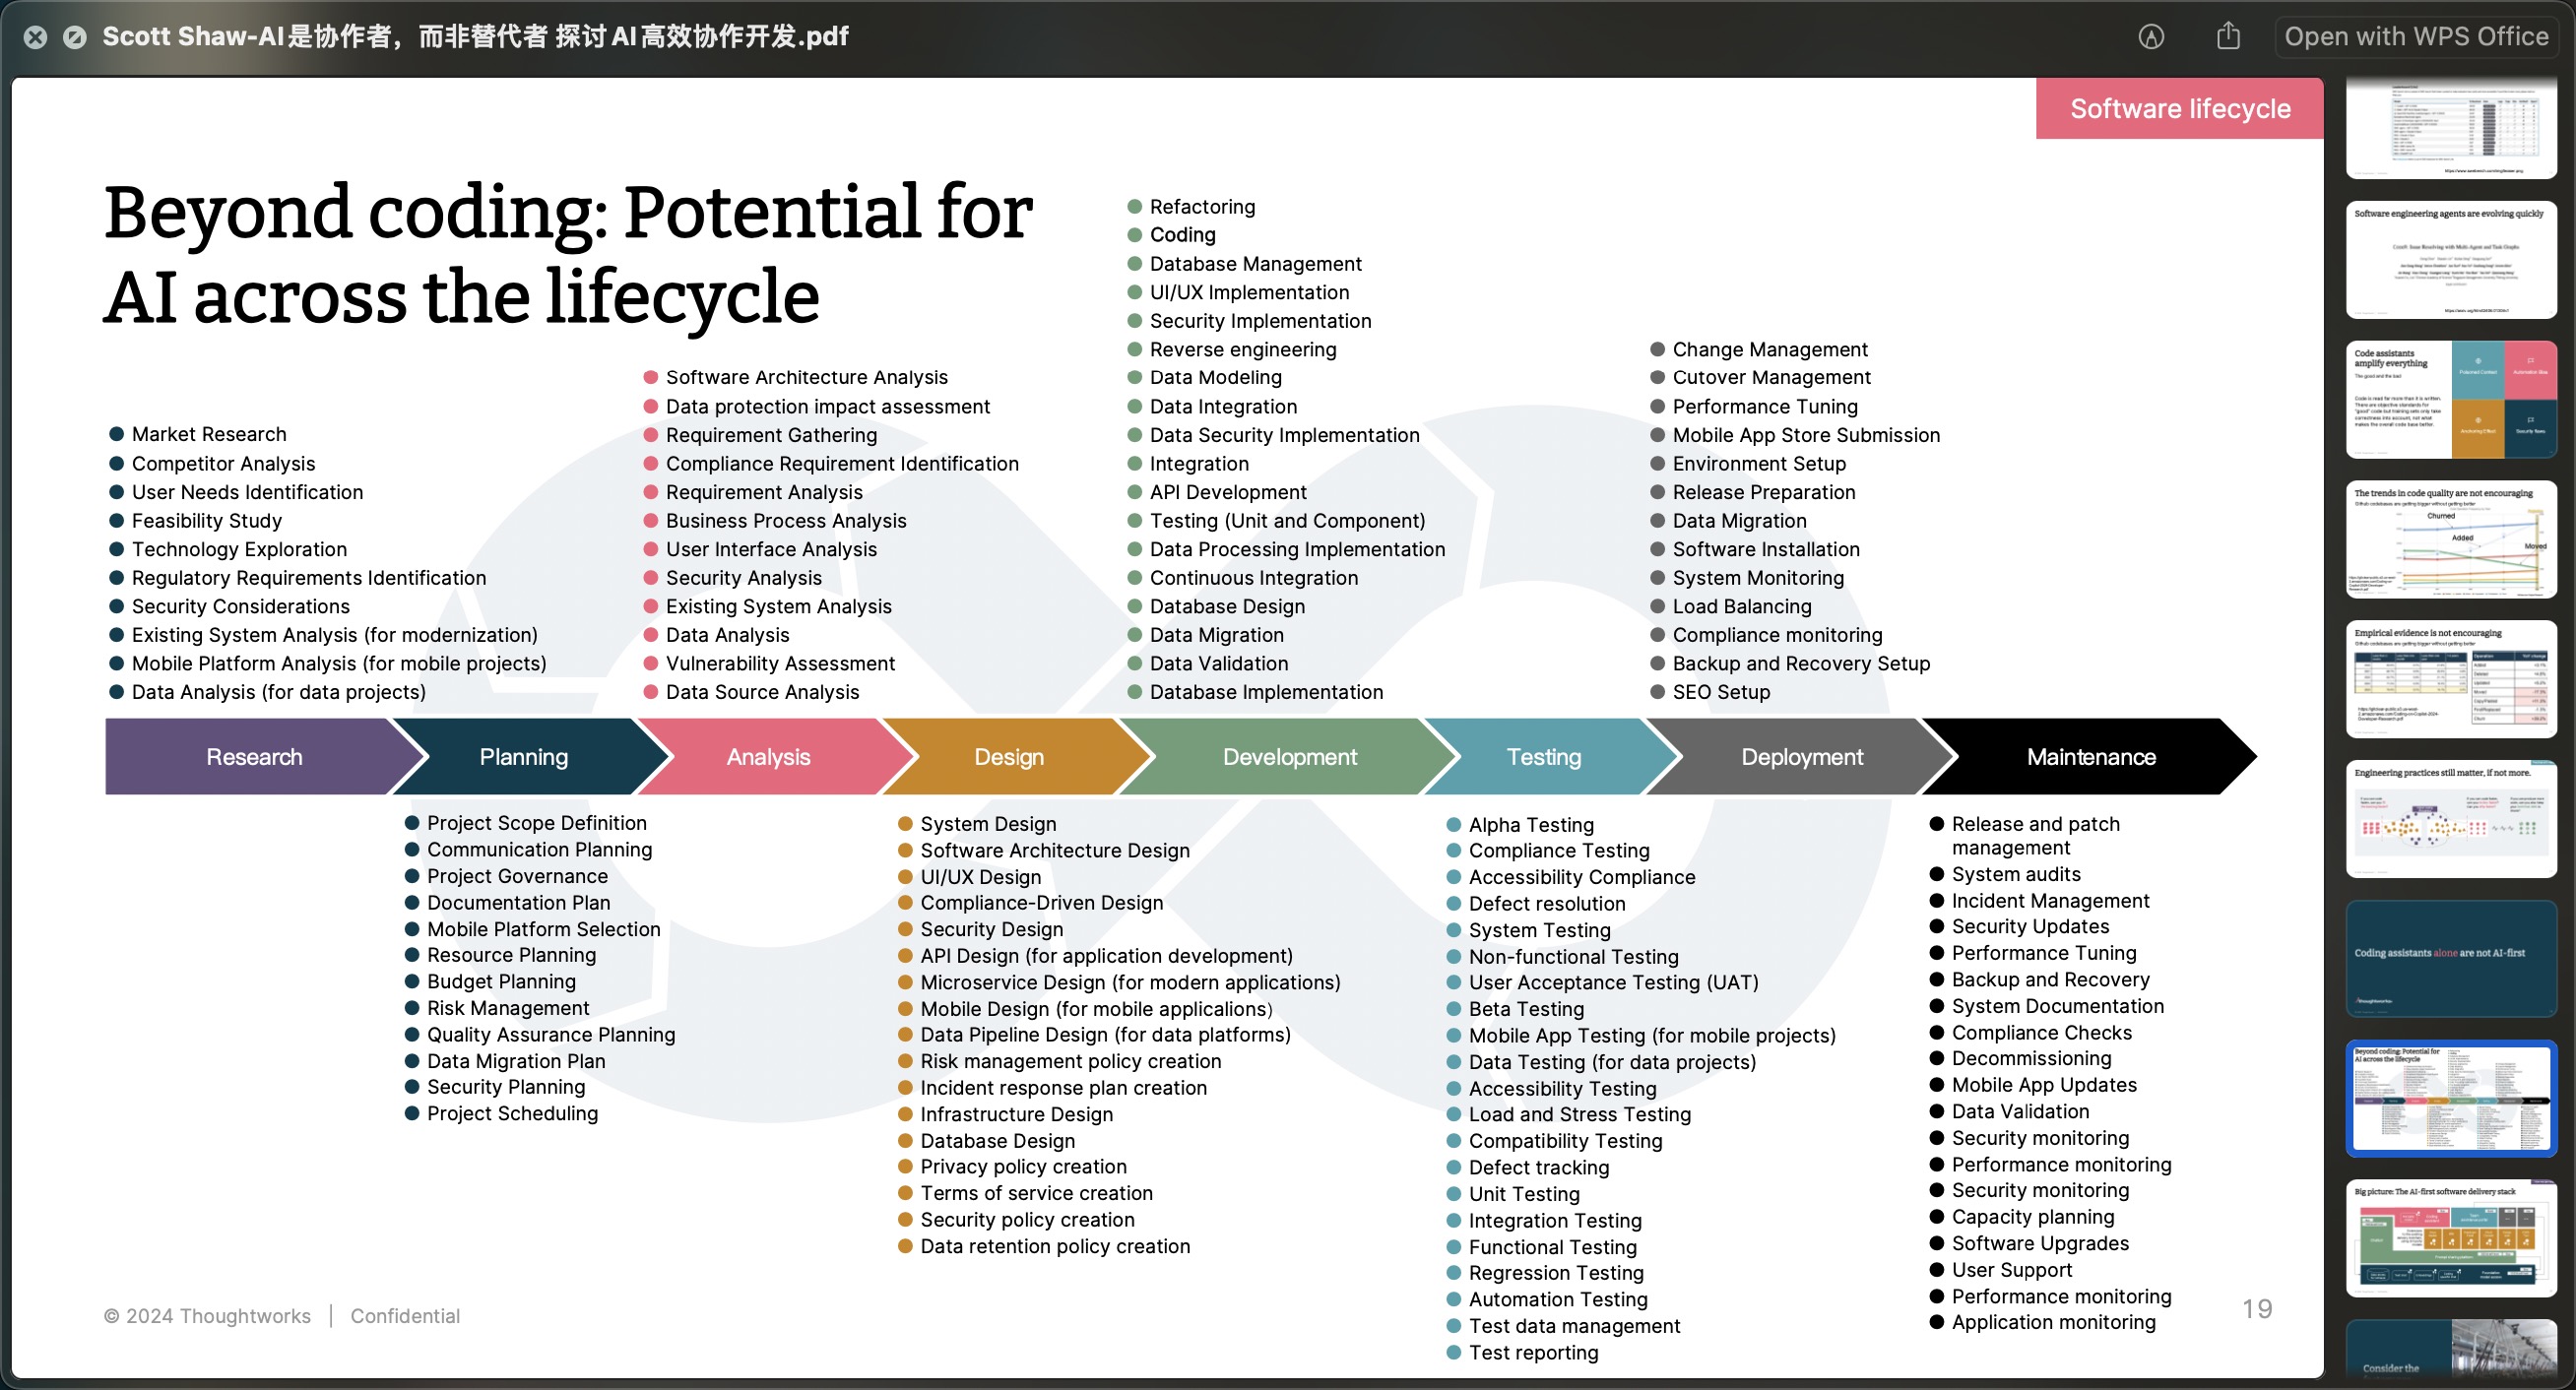 Scott Shaw-AI是协作者，而非替代者 探讨AI高效协作开发.pdf
Open with WPS Office
Software lifecycle
Beyond coding: Potential for
AI across the lifecycle
Market Research
Competitor Analysis
User Needs Identification
Feasibility Study
Technology Exploration
Regulatory Requirements Identification
Security Considerations
Existing System Analysis (for modernization)
Mobile Platform Analysis (for mobile projects)
Data Analysis (for data projects)
Software Architecture Analysis
Data protection impact assessment
Requirement Gathering
Compliance Requirement Identification
Requirement Analysis
Business Process Analysis
User Interface Analysis
Security Analysis
Existing System Analysis
Data Analysis
Vulnerability Assessment
Data Source Analysis
Refactoring
Coding
Database Management
UI/UX Implementation
Security Implementation
Reverse engineering
Data Modeling
Data Integration
Data Security Implementation
Integration
API Development
Testing (Unit and Component)
Data Processing Implementation
Continuous Integration
Database Design
Data Migration
Data Validation
Database Implementation
Change Management
Cutover Management
Performance Tuning
Mobile App Store Submission
Environment Setup
Release Preparation
Data Migration
Software Installation
System Monitoring
Load Balancing
Compliance monitoring
Backup and Recovery Setup
SEO Setup
Research
Planning
Analysis
Design
Development
Testing
Deployment
Maintenance
Project Scope Definition
Communication Planning
Project Governance
Documentation Plan
Mobile Platform Selection
Resource Planning
Budget Planning
Risk Management
Quality Assurance Planning
Data Migration Plan
Security Planning
Project Scheduling
System Design
Software Architecture Design
UI/UX Design
Compliance-Driven Design
Security Design
API Design (for application development)
Microservice Design (for modern applications)
Mobile Design (for mobile applicalions)
Data Pipeline Design (for data platforms)
Risk management policy creation
Incident response plan creation
Infrastructure Design
Database Design
Privacy policy creation
Terms of service creation
Security policy creation
Data retention policy creation
Alpha Testing
Compliance Testing
Accessibility Compliance
Defect resolution
System Testing
Non-functional Testing
User Acceptance Testing (UAT)
Beta Testing
Mobile App Testing (for mobile projects)
Data Testing (for data projects)
Accessibility Testing
Load and Stress Testing
Compatibility Testing
Defect tracking
Unit Testing
Integration Testing
Functional Testing
Regression Testing
Automation Testing
Test data management
Test reporting
Release and patch
management
System audits
Incident Management
Security Updates
Performance Tuning
Backup and Recovery
System Documentation
Compliance Checks
Decommissioning
Mobile App Updates
Data Validation
Security monitoring
Performance monitoring
Security monitoring
Capacity planning
Software Upgrades
User Support
Performance monitoring
Application monitoring
© 2024 Thoughtworks | Confidential
19
Software engineering agents are evolving quickly
Code assistants
amplify everything
The good and the bad
The trends in code quality are not encouraging
Churned
Added
Moved
Empirical evidence is not encouraging
Engineering practices still matter, if not more.
Coding assistants alone are not AI-first
Beyond coding: Potential for
AI across the lifecycle
Big picture: The AI-first software delivery stack
Consider the